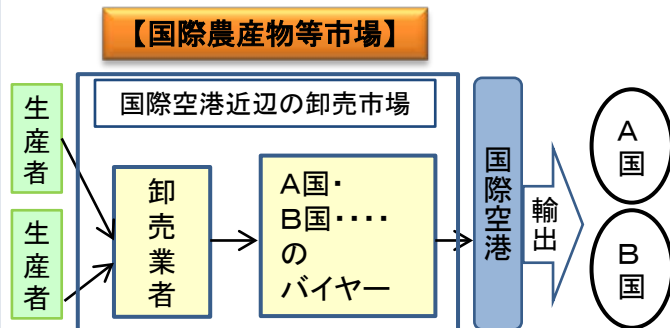 【国際農産物等市場】
国際空港近辺の卸売市場
生産者
生産者
卸売業者
A国・
B国・・・・
の
バイヤー
国際空港
輸出
A国
B国